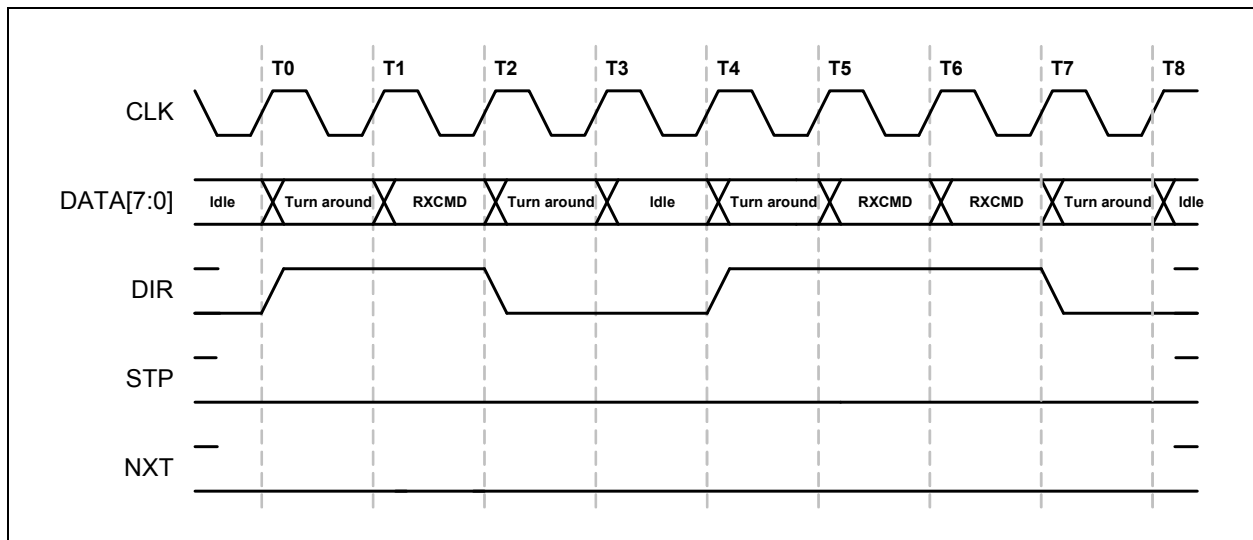 T0 T1 T2 T3 T4 T5 T6 T7 T8
CLK
DATA[7:0] Idle Turn around RXCMD Turn around Idle Turn around RXCMD RXCMD Turn around Idle
DIR
STP
NXT